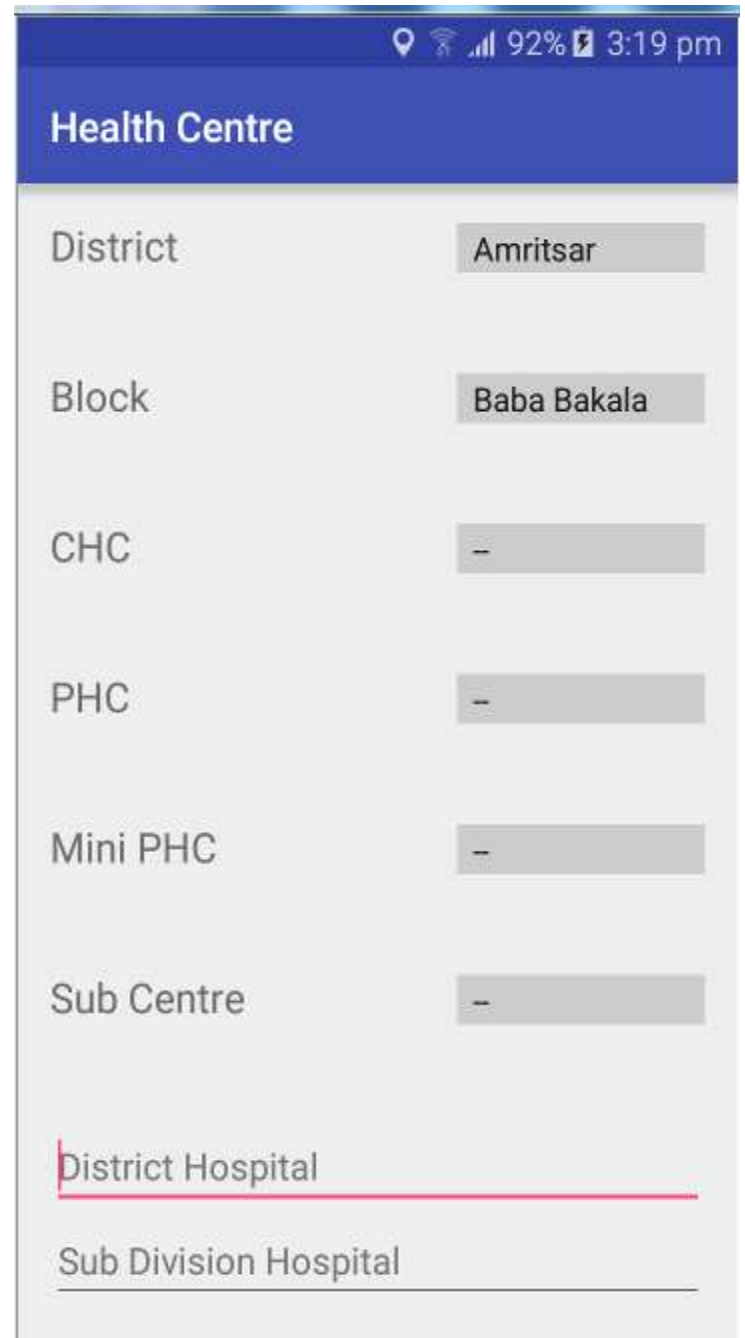 92% 3:19 pm
Health Centre
District Amritsar
Block Baba Bakala
CHC --
PHC --
Mini PHC --
Sub Centre --
District Hospital
Sub Division Hospital